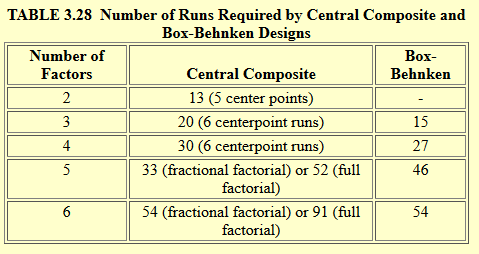 TABLE 3.28 Number of Runs Required by Central Composite and
Box-Behnken Designs
Number of
Factors
Central Composite
Box-
Behnken
2
13 (5 center points)
-
3
20 (6 centerpoint runs)
15
4
30 (6 centerpoint runs)
27
5
33 (fractional factorial) or 52 (full
factorial)
46
6
54 (fractional factorial) or 91 (full
factorial)
54